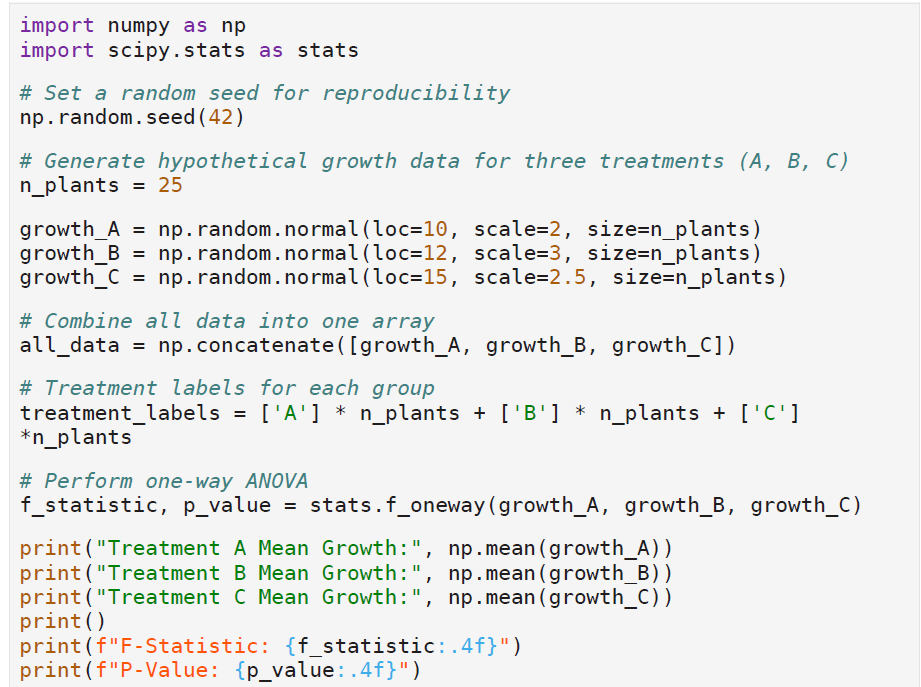 import numpy as np
import scipy.stats as stats
# Set a random seed for reproducibility
np.random.seed(42)
# Generate hypothetical growth data for three treatments (A, B, C)
n_plants = 25
growth_A = np.random.normal(loc=10, scale=2, size=n_plants)
growth_B = np.random.normal(loc=12, scale=3, size=n_plants)
growth_C = np.random.normal(loc=15, scale=2.5, size=n_plants)
# Combine all data into one array
all_data = np.concatenate([growth_A, growth_B, growth_C])
# Treatment labels for each group
treatment_labels = ['A'] * n_plants + ['B'] * n_plants + ['C']
*n_plants
# Perform one-way ANOVA
f_statistic, p_value = stats.f_oneway(growth_A, growth_B, growth_C)
print("Treatment A Mean Growth:", np.mean(growth_A))
print("Treatment B Mean Growth:", np.mean(growth_B))
print("Treatment C Mean Growth:", np.mean(growth_C))
print()
print(f"F-Statistic: {f_statistic:.4f}")
print(f"P-Value: {p_value:.4f}")